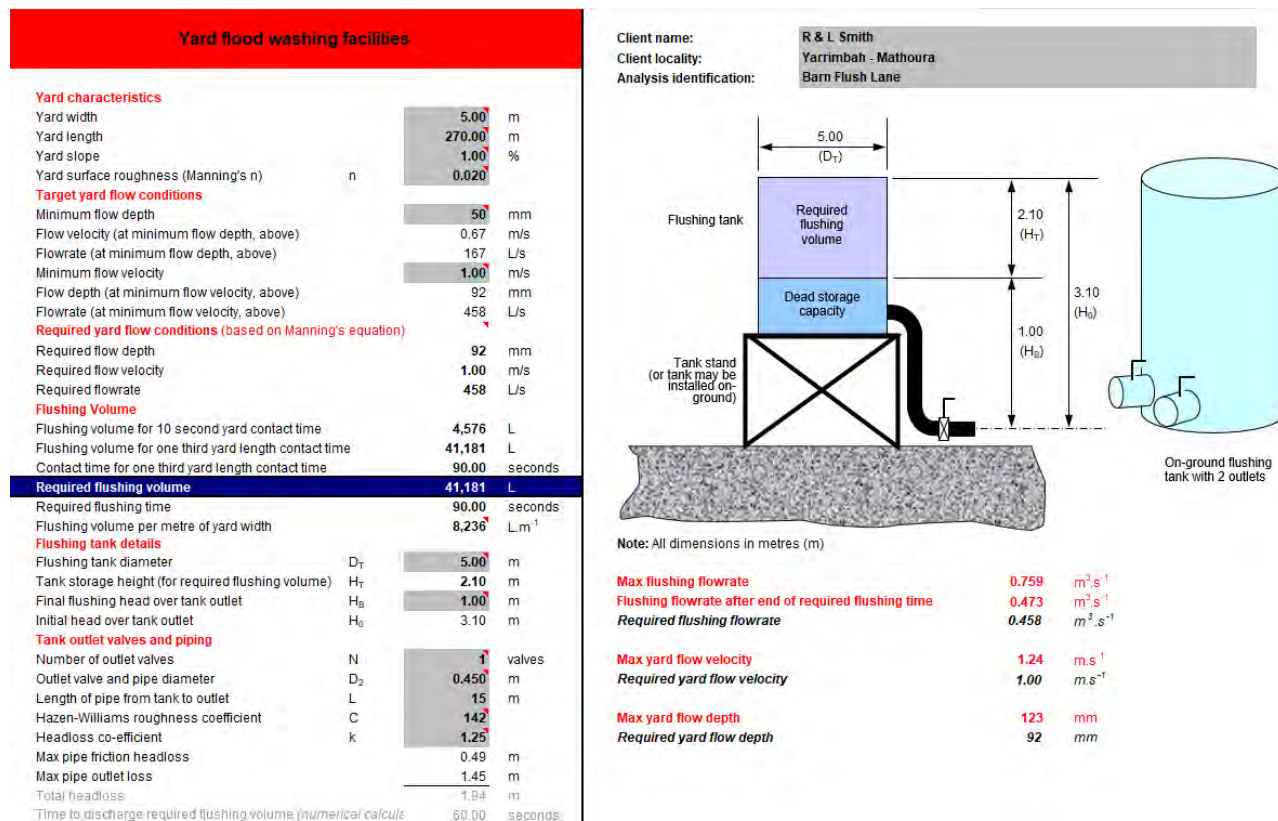 Yard flood washing facilities
Yard characteristics
Yard width 5.00 m
Yard length 270.00 m
Yard slope 1.00 %
Yard surface roughness (Manning's n) n 0.020
Target yard flow conditions
Minimum flow depth 50 mm
Flow velocity (at minimum flow depth, above) 0.67 m/s
Flowrate (at minimum flow depth, above) 167 L/s
Minimum flow velocity 1.00 m/s
Flow depth (at minimum flow velocity, above) 92 mm
Flowrate (at minimum flow velocity, above) 458 L/s
Required yard flow conditions (based on Manning's equation)
Required flow depth 92 mm
Required flow velocity 1.00 m/s
Required flowrate 458 L/s
Flushing Volume
Flushing volume for 10 second yard contact time 4,576 L
Flushing volume for one third yard length contact time 41,181 L
Contact time for one third yard length contact time 90.00 seconds
Required flushing volume 41,181 L
Required flushing time 90.00 seconds
Flushing volume per metre of yard width 8,236 L.m⁻¹
Flushing tank details
Flushing tank diameter D_T 5.00 m
Tank storage height (for required flushing volume) H_T 2.10 m
Final flushing head over tank outlet H_B 1.00 m
Initial head over tank outlet H₀ 3.10 m
Tank outlet valves and piping
Number of outlet valves N 1 valves
Outlet valve and pipe diameter D₂ 0.450 m
Length of pipe from tank to outlet L 15 m
Hazen-Williams roughness coefficient C 142
Headloss co-efficient k 1.25
Max pipe friction headloss 0.49 m
Max pipe outlet loss 1.45 m
Total headloss 1.94 m
Time to discharge required flushing volume (numerical calcula 60.00 seconds
Client name: R & L Smith
Client locality: Yarrimbah - Mathoura
Analysis identification: Barn Flush Lane
5.00
(D_T)
Flushing tank
Required
flushing
volume
2.10
(H_T)
Dead storage
capacity
3.10
(H₀)
1.00
(H_B)
Tank stand
(or tank may be
installed on-
ground)
On-ground flushing
tank with 2 outlets
Note: All dimensions in metres (m)
Max flushing flowrate 0.759 m³.s⁻¹
Flushing flowrate after end of required flushing time 0.473 m³.s⁻¹
Required flushing flowrate 0.458 m³.s⁻¹
Max yard flow velocity 1.24 m.s⁻¹
Required yard flow velocity 1.00 m.s⁻¹
Max yard flow depth 123 mm
Required yard flow depth 92 mm